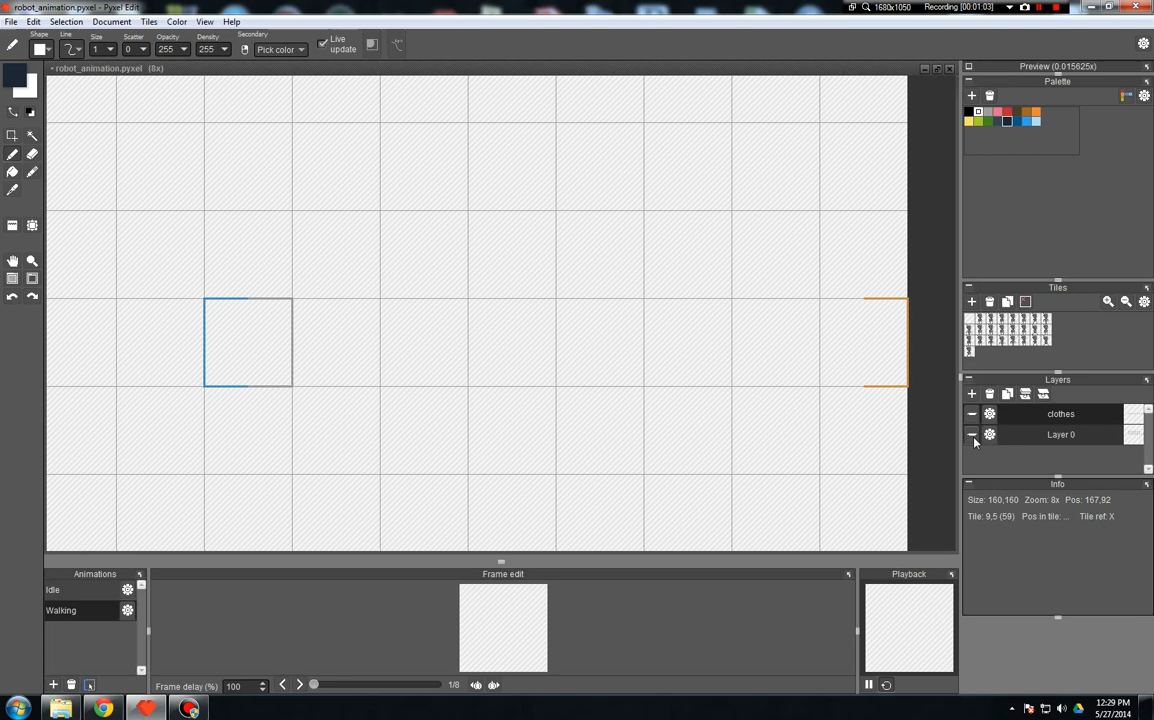 robot_animation.pyxel - Pyxel Edit
1680x1050 Recording [00:01:03]
File Edit Selection Document Tiles Color View Help
Shape Line Size Scatter Opacity Density Secondary
1 0 255 255 Pick color Live update
• robot_animation.pyxel (8x)
Preview (0.015625x)
Palette
Tiles
Layers
clothes
Layer 0
Info
Size: 160,160 Zoom: 8x Pos: 167,92
Tile: 9,5 (59) Pos in tile: ... Tile ref: X
Animations Frame edit Playback
Idle
Walking
Frame delay (%) 100 1/8
12:29 PM
5/27/2014